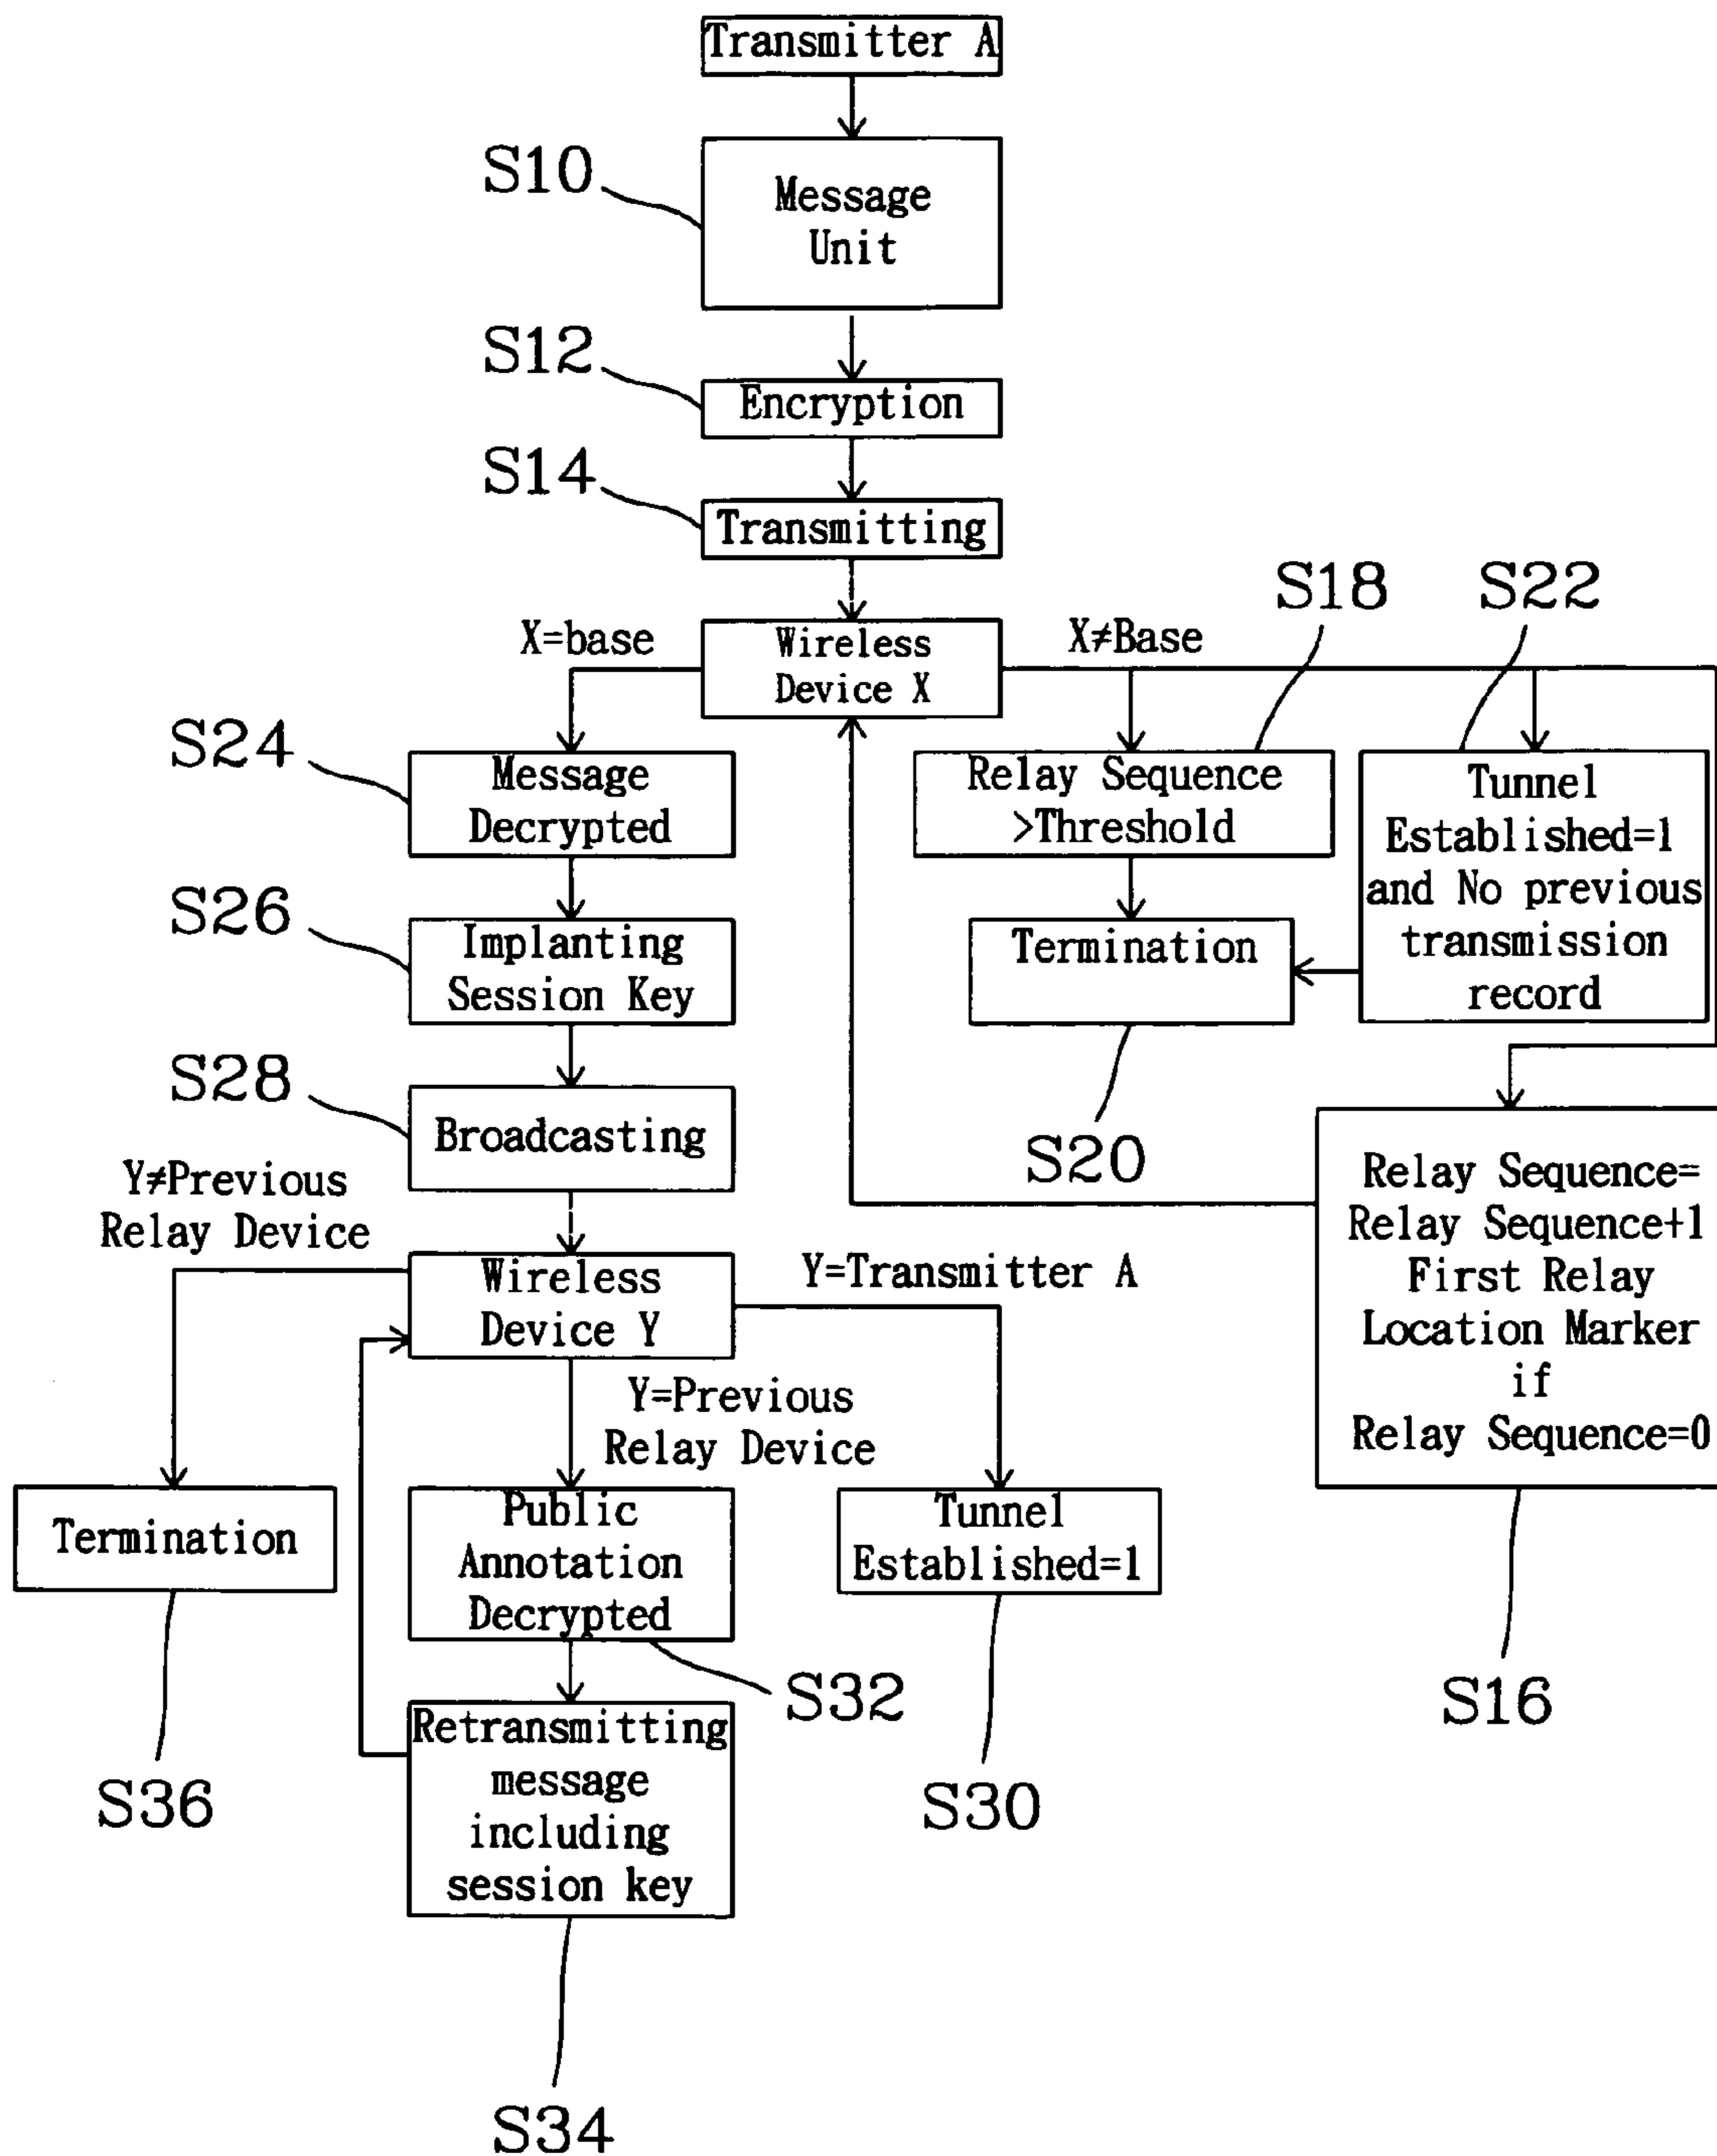 Transmitter A
S10
Message
Unit
S12
Encryption
S14
Transmitting
S18
S22
X=base
Wireless
Device X
X≠Base
S24
Message
Decrypted
Relay Sequence
>Threshold
Tunnel
Established=1
and No previous
transmission
record
S26
Implanting
Session Key
Termination
S28
Broadcasting
S20
Relay Sequence=
Relay Sequence+1
First Relay
Location Marker
if
Relay Sequence=0
Y≠Previous
Relay Device
Wireless
Device Y
Y=Transmitter A
Y=Previous
Relay Device
Termination
Public
Annotation
Decrypted
Tunnel
Established=1
S32
S16
Retransmitting
message
including
session key
S36
S30
S34